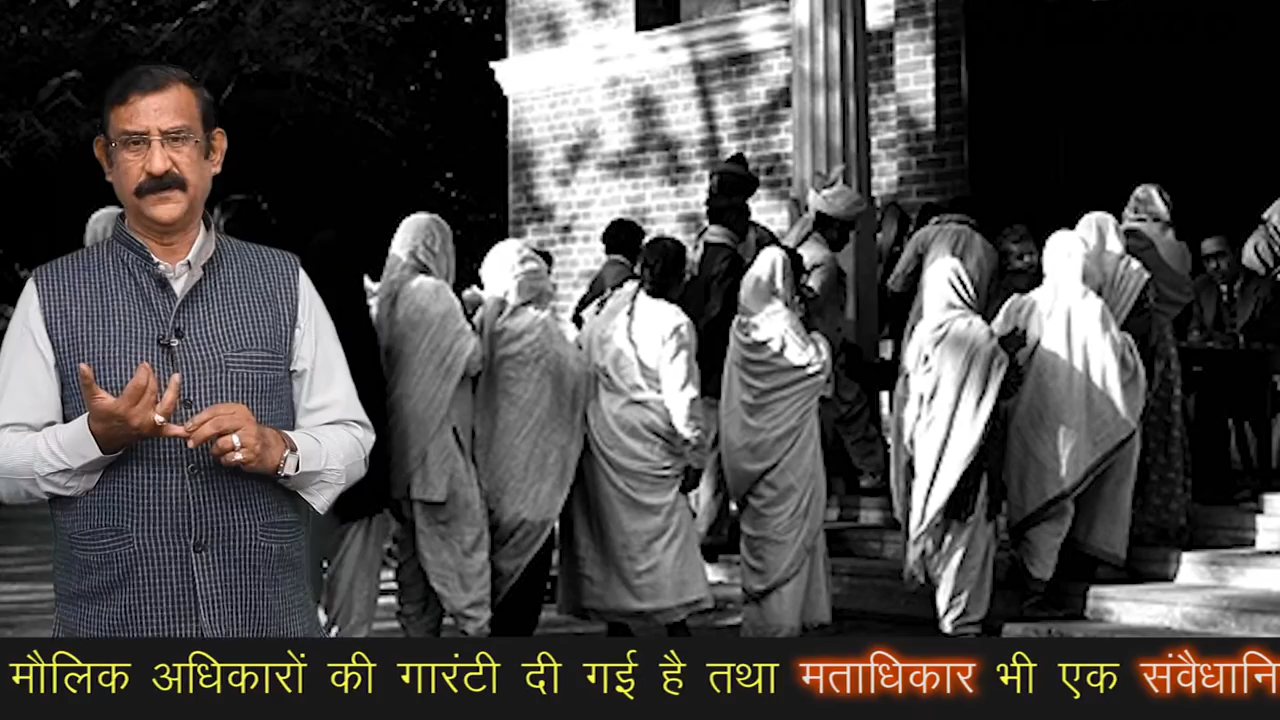 मौलिक अधिकारों की गारंटी दी गई है तथा मताधिकार भी एक संवैधानि